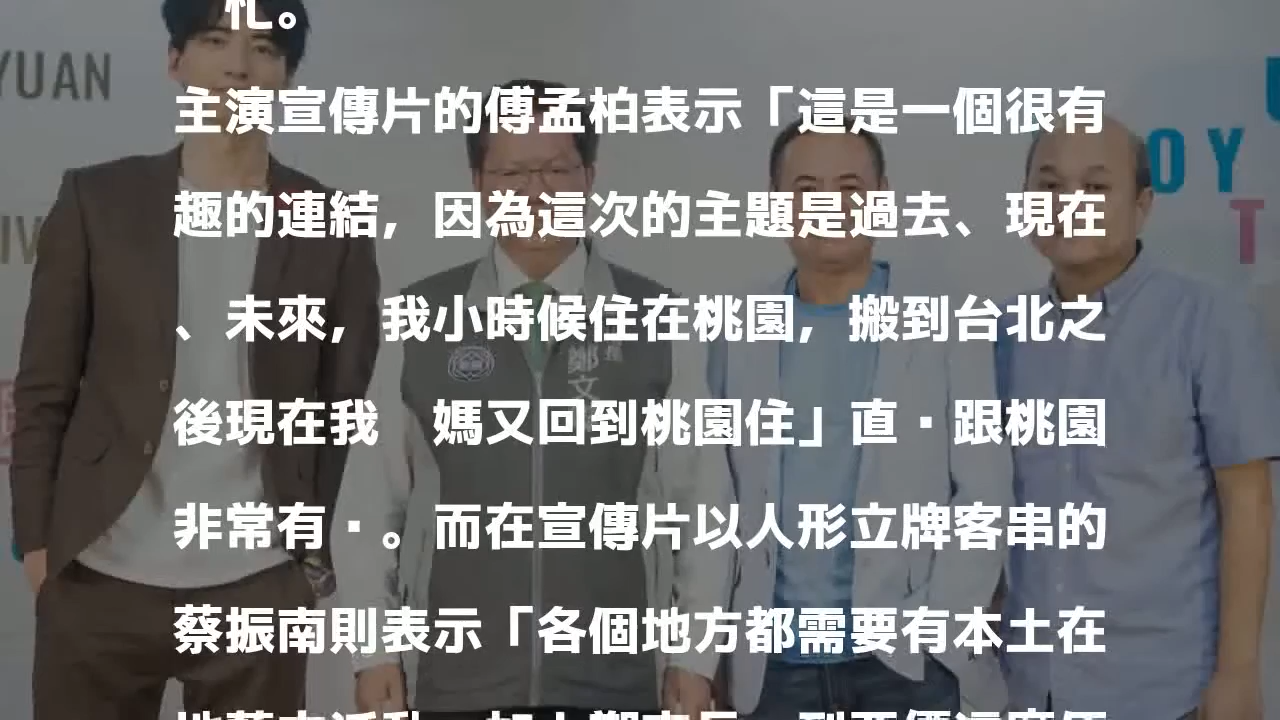 忙。
YUAN
主演宣傳片的傅孟柏表示「這是一個很有
OY
趣的連結，因為這次的主題是過去、現在
T
、未來，我小時候住在桃園，搬到台北之
鄭文
後現在我 媽又回到桃園住」直·跟桃園
非常有·。而在宣傳片以人形立牌客串的
蔡振南則表示「各個地方都需要有本土在